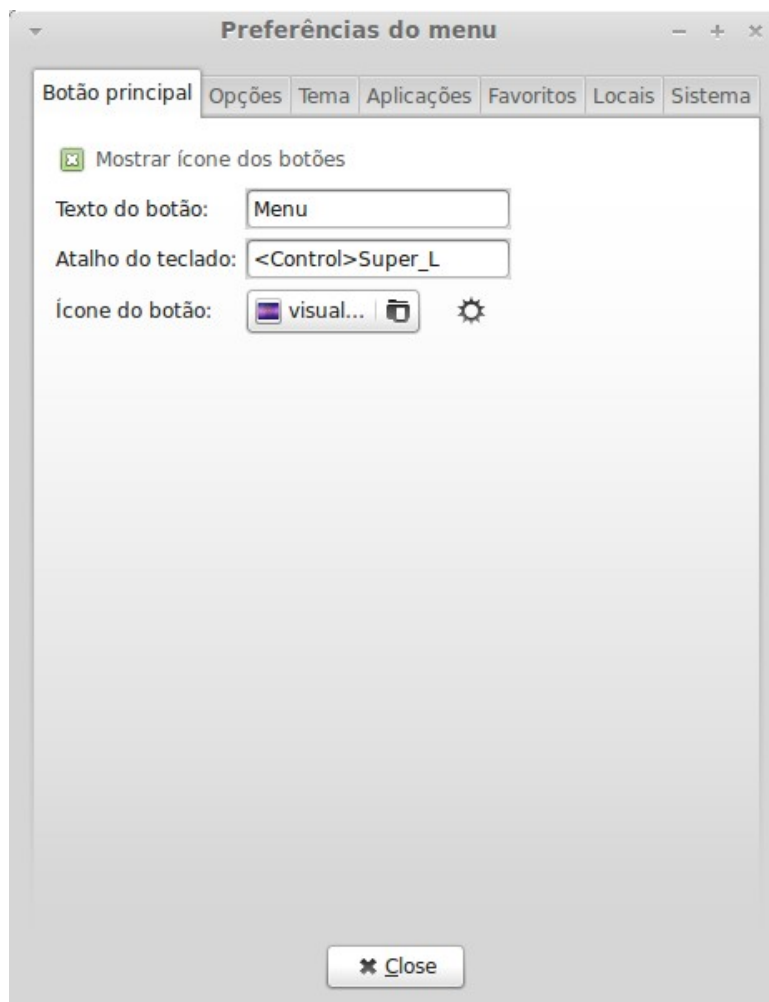 Preferências do menu
Botão principal Opções Tema Aplicações Favoritos Locais Sistema
Mostrar ícone dos botões
Texto do botão: Menu
Atalho do teclado: <Control>Super_L
Ícone do botão: visual...
Close